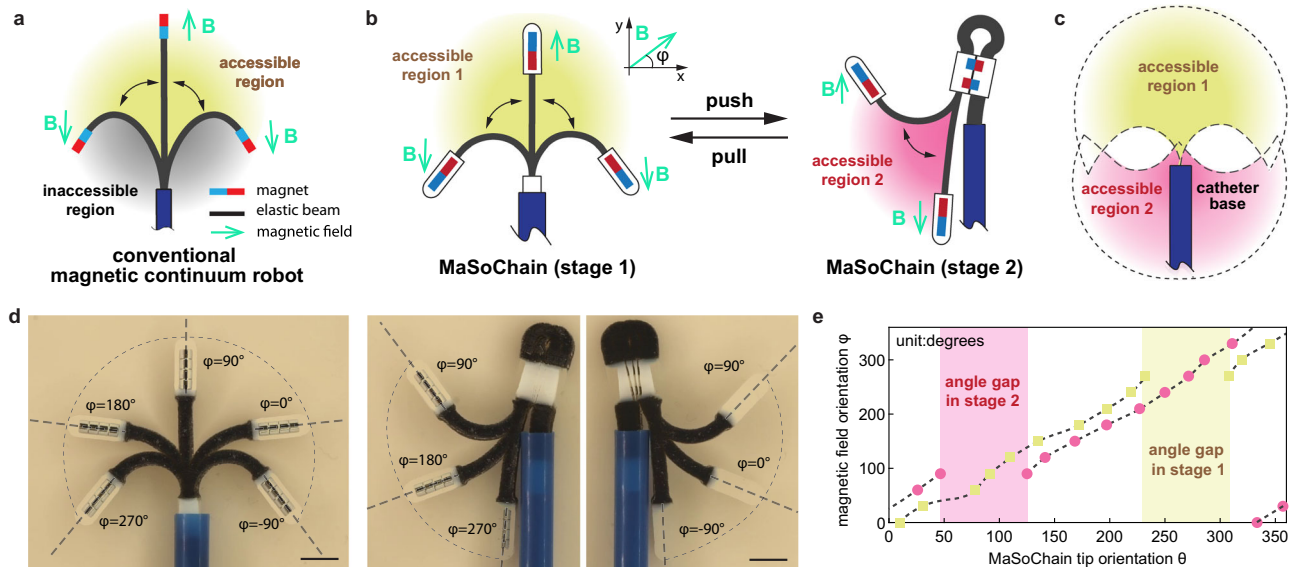 a
B
accessible
region
B
B
inaccessible
region
magnet
elastic beam
magnetic field
conventional
magnetic continuum robot
b
accessible
region 1
B
y
B
φ
x
B
B
MaSoChain (stage 1)
push
pull
B
accessible
region 2
B
MaSoChain (stage 2)
c
accessible
region 1
accessible
region 2
catheter
base
d
φ=90°
φ=180°
φ=0°
φ=270°
φ=-90°
φ=90°
φ=180°
φ=270°
φ=90°
φ=0°
φ=-90°
e
unit:degrees
angle gap
in stage 2
angle gap
in stage 1
magnetic field orientation φ
300
200
100
0
0 50 100 150 200 250 300 350
MaSoChain tip orientation θ